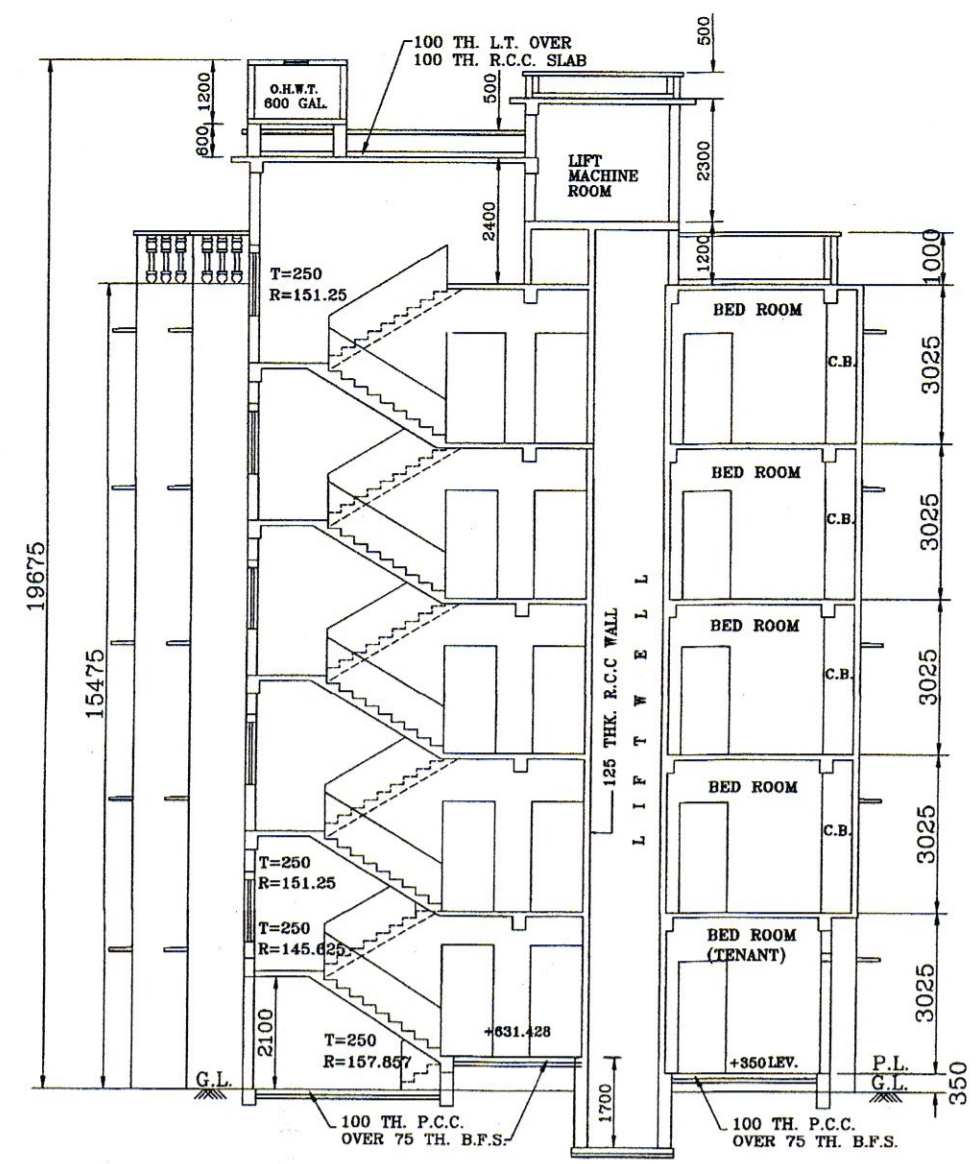 100 TH. L.T. OVER
100 TH. R.C.C. SLAB
500
O.H.W.T.
600 GAL.
1200
600
500
LIFT
MACHINE
ROOM
2300
2400
1200
1000
T=250
R=151.25
BED ROOM
C.B.
3025
BED ROOM
C.B.
3025
19675
15475
125 THK. R.C.C WALL
LIFT WELL
BED ROOM
C.B.
3025
BED ROOM
C.B.
3025
T=250
R=151.25
T=250
R=145.625
BED ROOM
(TENANT)
3025
2100
T=250
R=157.857
+631.428
+350 LEV.
P.L.
G.L.
G.L.
350
1700
100 TH. P.C.C.
OVER 75 TH. B.F.S.
100 TH. P.C.C.
OVER 75 TH. B.F.S.